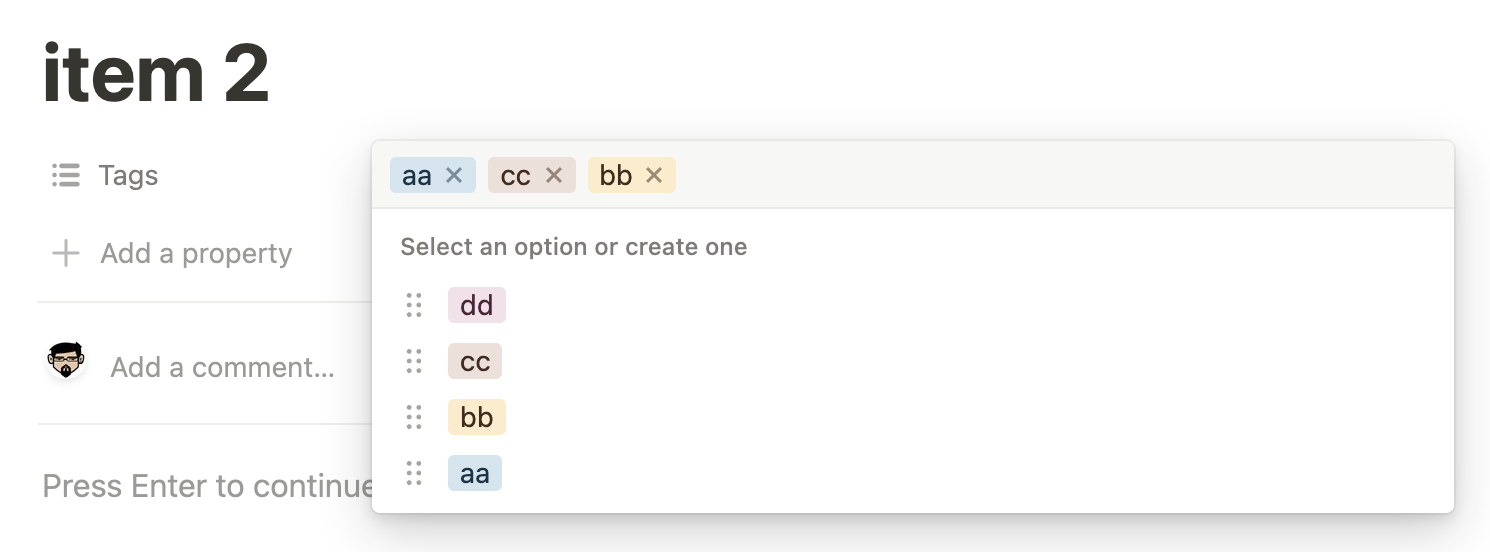 item 2
Tags
aa × cc × bb ×
Add a property
Select an option or create one
dd
cc
bb
aa
Add a comment...
Press Enter to continue